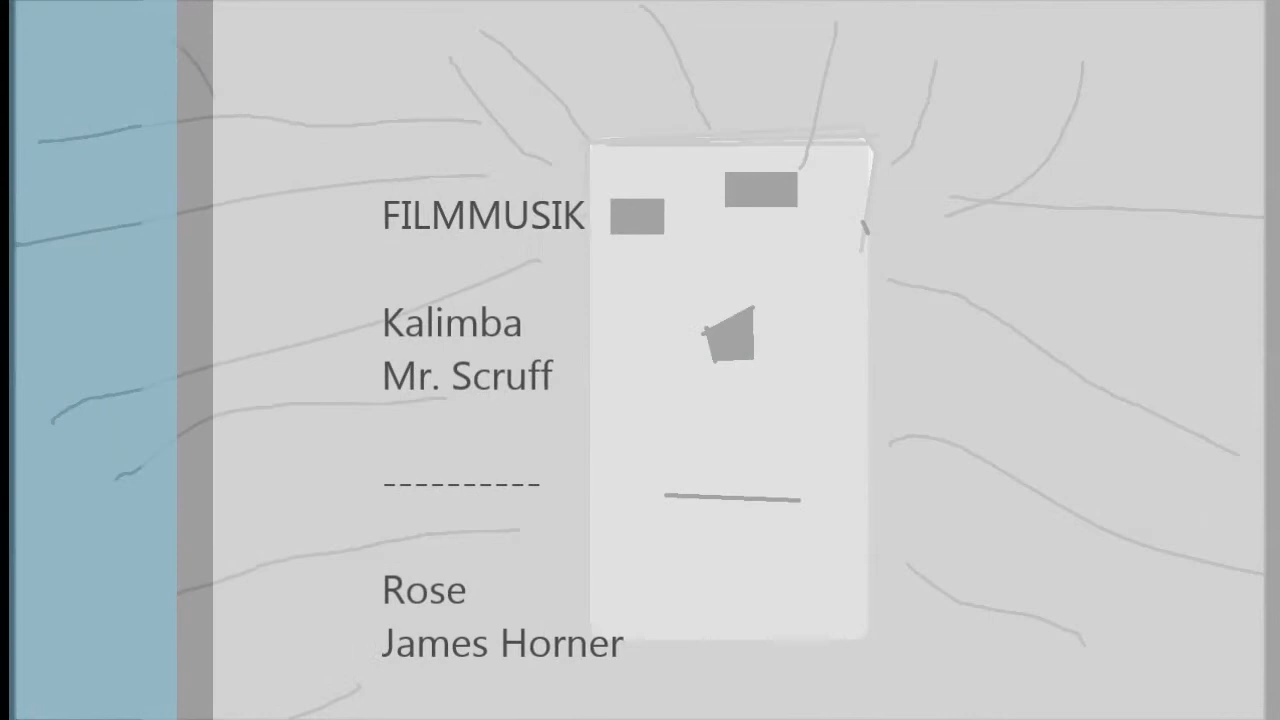 FILMMUSIK
Kalimba
Mr. Scruff
----------
Rose
James Horner